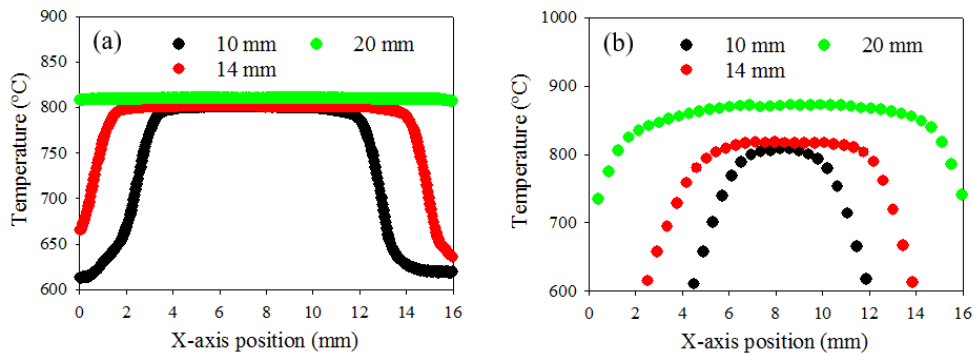 (a)
10 mm
20 mm
14 mm
900
850
800
750
700
650
600
Temperature (°C)
0 2 4 6 8 10 12 14 16
X-axis position (mm)
(b)
10 mm
20 mm
14 mm
1000
900
800
700
600
Temperature (°C)
0 2 4 6 8 10 12 14 16
X-axis position (mm)